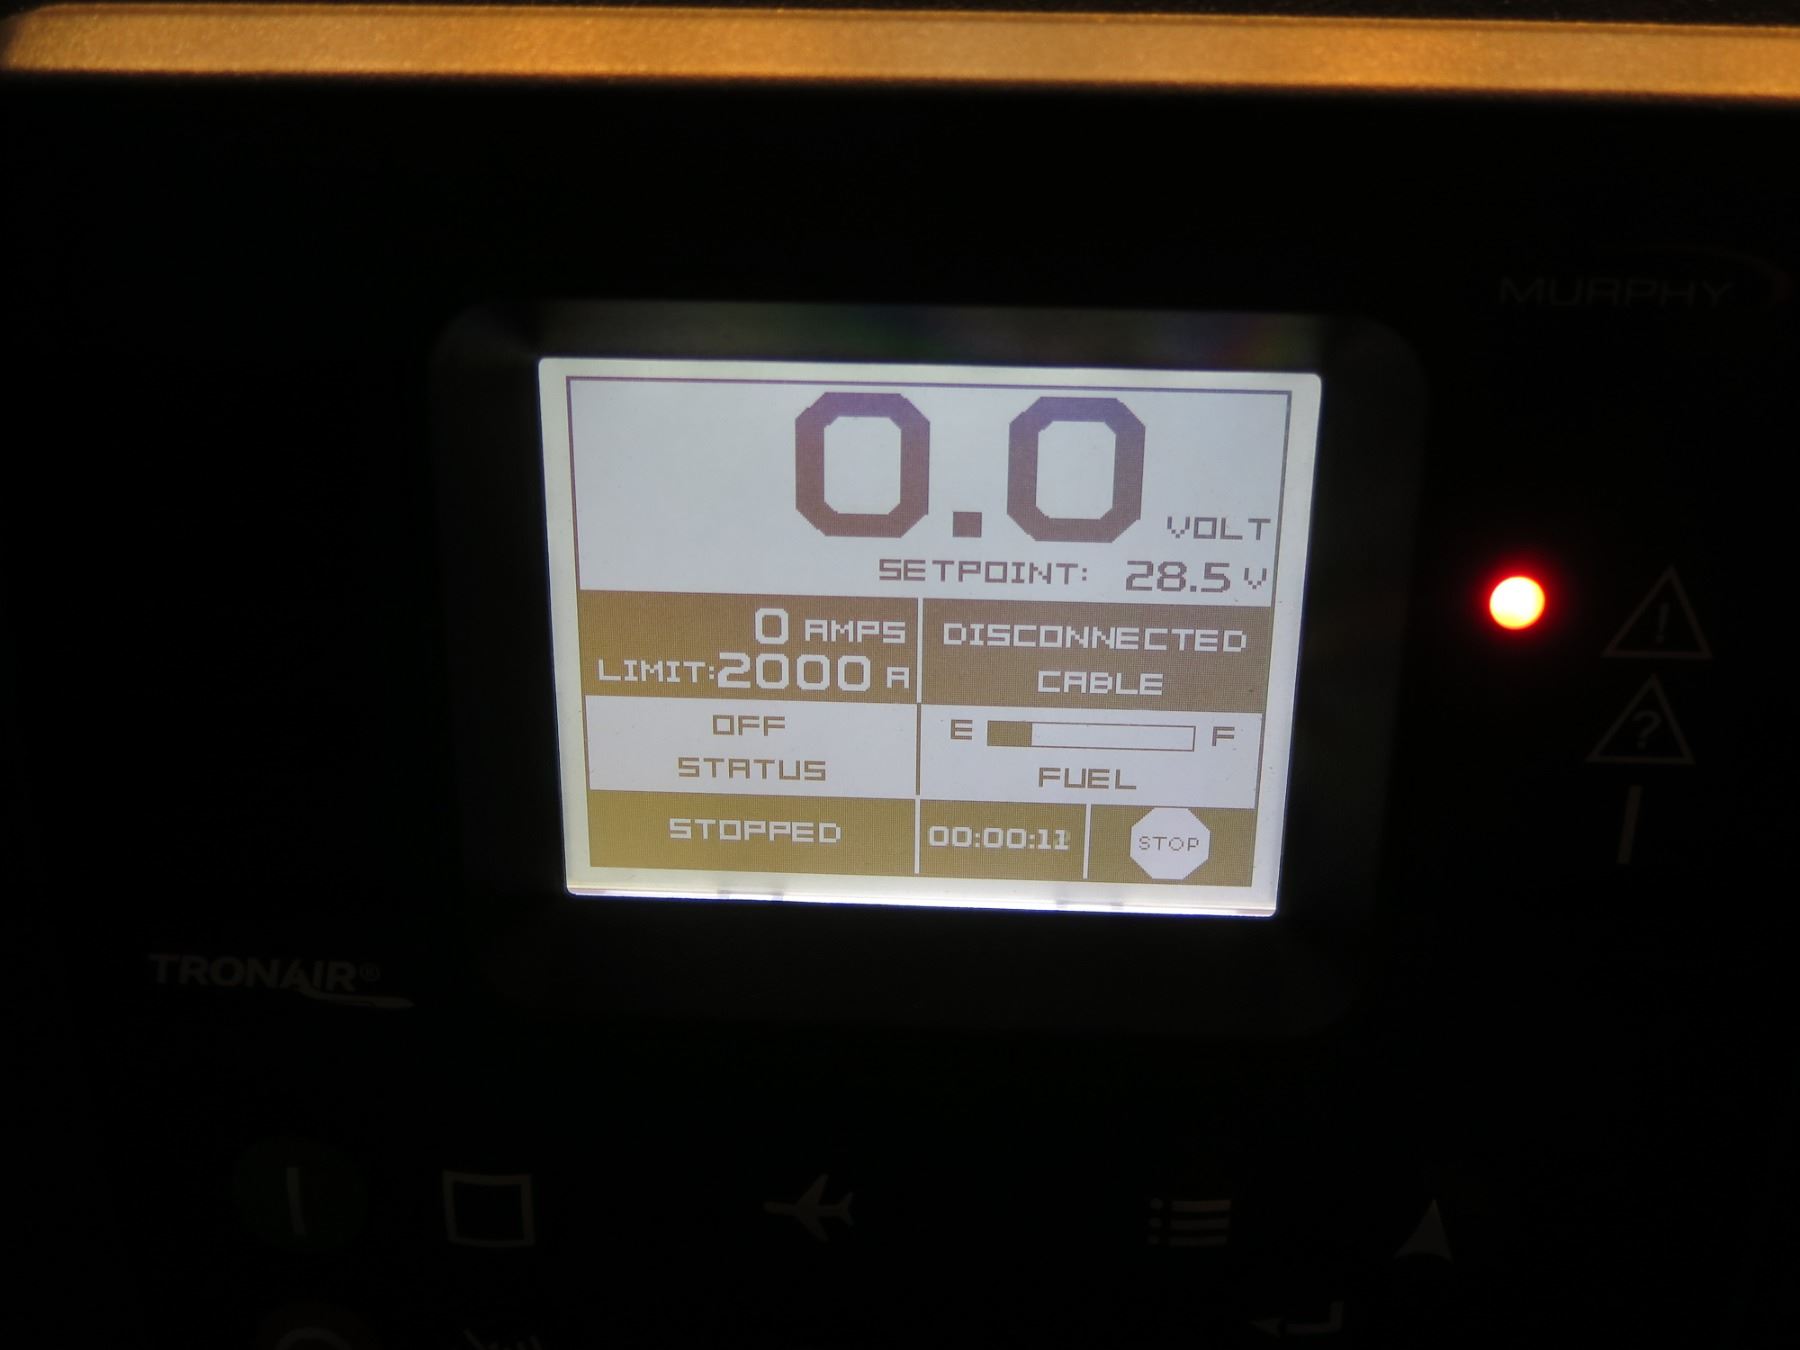 MURPHY
0.0 VOLT
SETPOINT: 28.5 V
0 AMPS
LIMIT:2000 A
DISCONNECTED
CABLE
OFF
STATUS
E F
FUEL
STOPPED
00:00:11
STOP
!
?
TRONAIR®